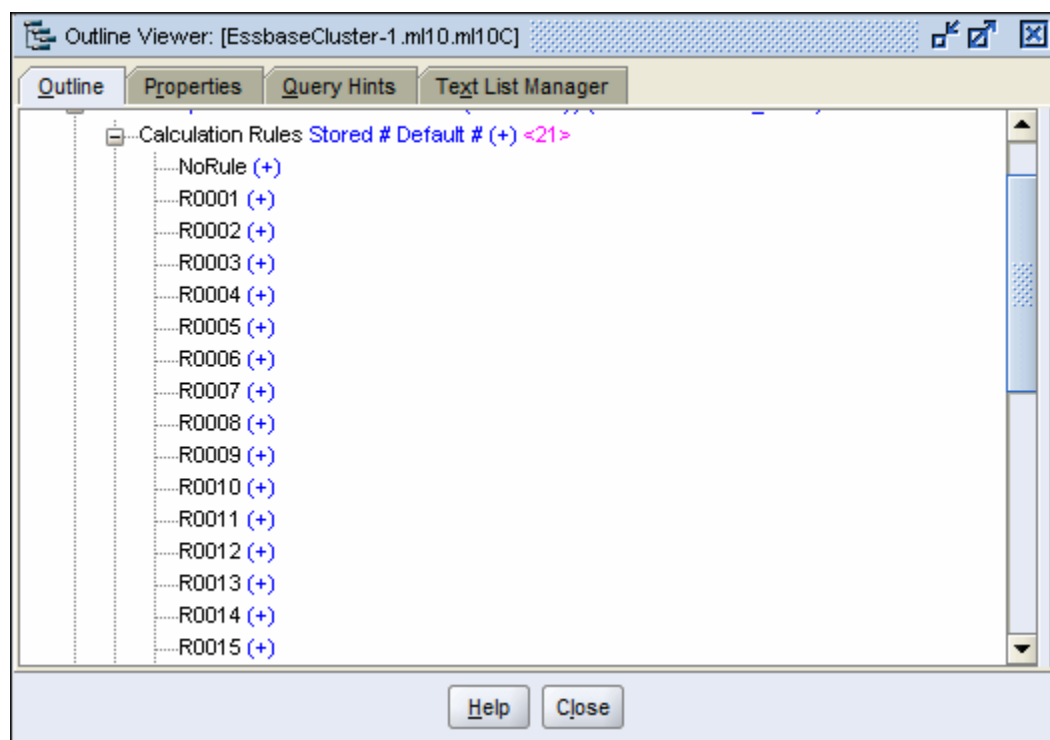 Outline Viewer: [EssbaseCluster-1.ml10.ml10C]
Outline Properties Query Hints Text List Manager
Calculation Rules Stored # Default # (+) <21>
NoRule (+)
R0001 (+)
R0002 (+)
R0003 (+)
R0004 (+)
R0005 (+)
R0006 (+)
R0007 (+)
R0008 (+)
R0009 (+)
R0010 (+)
R0011 (+)
R0012 (+)
R0013 (+)
R0014 (+)
R0015 (+)
Help Close